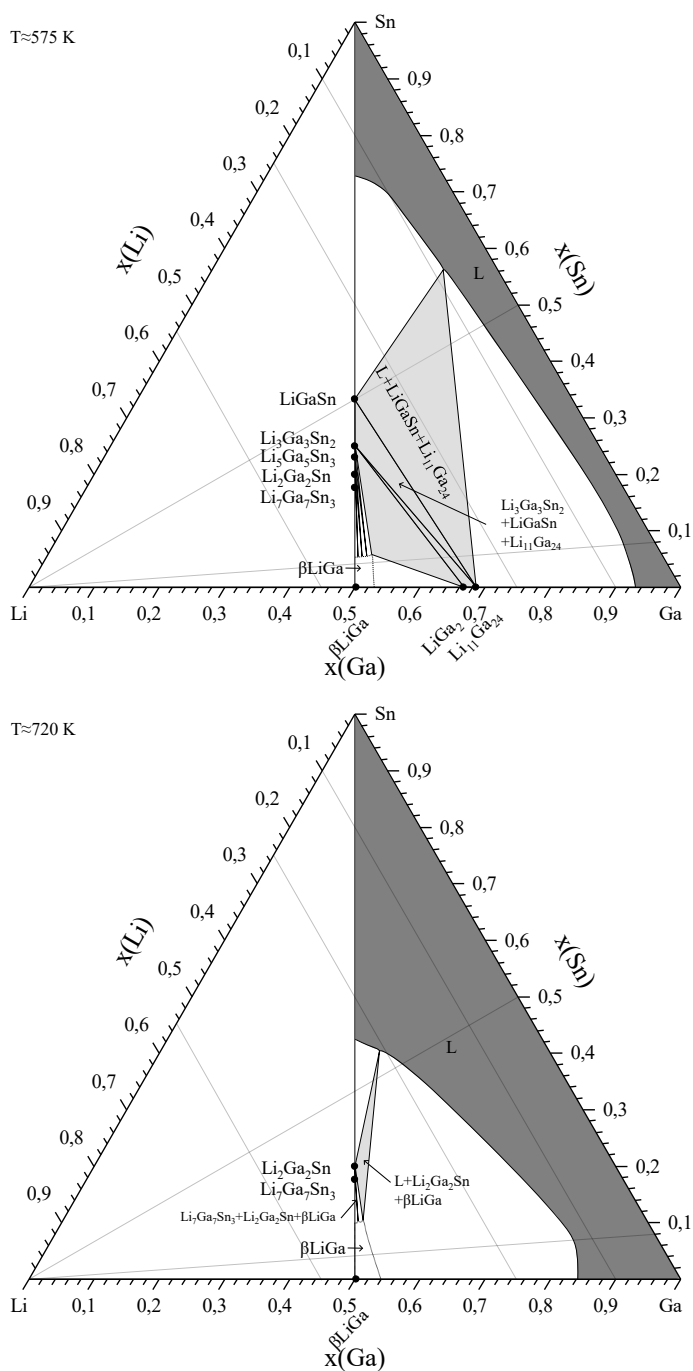 T≈575 K
Sn
0,1
0,2
0,3
0,4
0,5
0,6
0,7
0,8
0,9
x(Li)
0,9
0,8
0,7
0,6
0,5
0,4
0,3
0,2
0,1
x(Sn)
L
L+LiGaSn+Li₁₁Ga₂₄
LiGaSn
Li₃Ga₃Sn₂
Li₅Ga₅Sn₃
Li₂Ga₂Sn
Li₇Ga₇Sn₃
Li₃Ga₃Sn₂
+LiGaSn
+Li₁₁Ga₂₄
βLiGa
Li
0,1
0,2
0,3
0,4
0,5
0,6
0,7
0,8
0,9
Ga
βLiGa
LiGa₂
Li₁₁Ga₂₄
x(Ga)
T≈720 K
Sn
0,1
0,2
0,3
0,4
0,5
0,6
0,7
0,8
0,9
x(Li)
0,9
0,8
0,7
0,6
0,5
0,4
0,3
0,2
0,1
x(Sn)
L
Li₂Ga₂Sn
Li₇Ga₇Sn₃
L+Li₂Ga₂Sn
+βLiGa
Li₇Ga₇Sn₃+Li₂Ga₂Sn+βLiGa
βLiGa
Li
0,1
0,2
0,3
0,4
0,5
0,6
0,7
0,8
0,9
Ga
βLiGa
x(Ga)